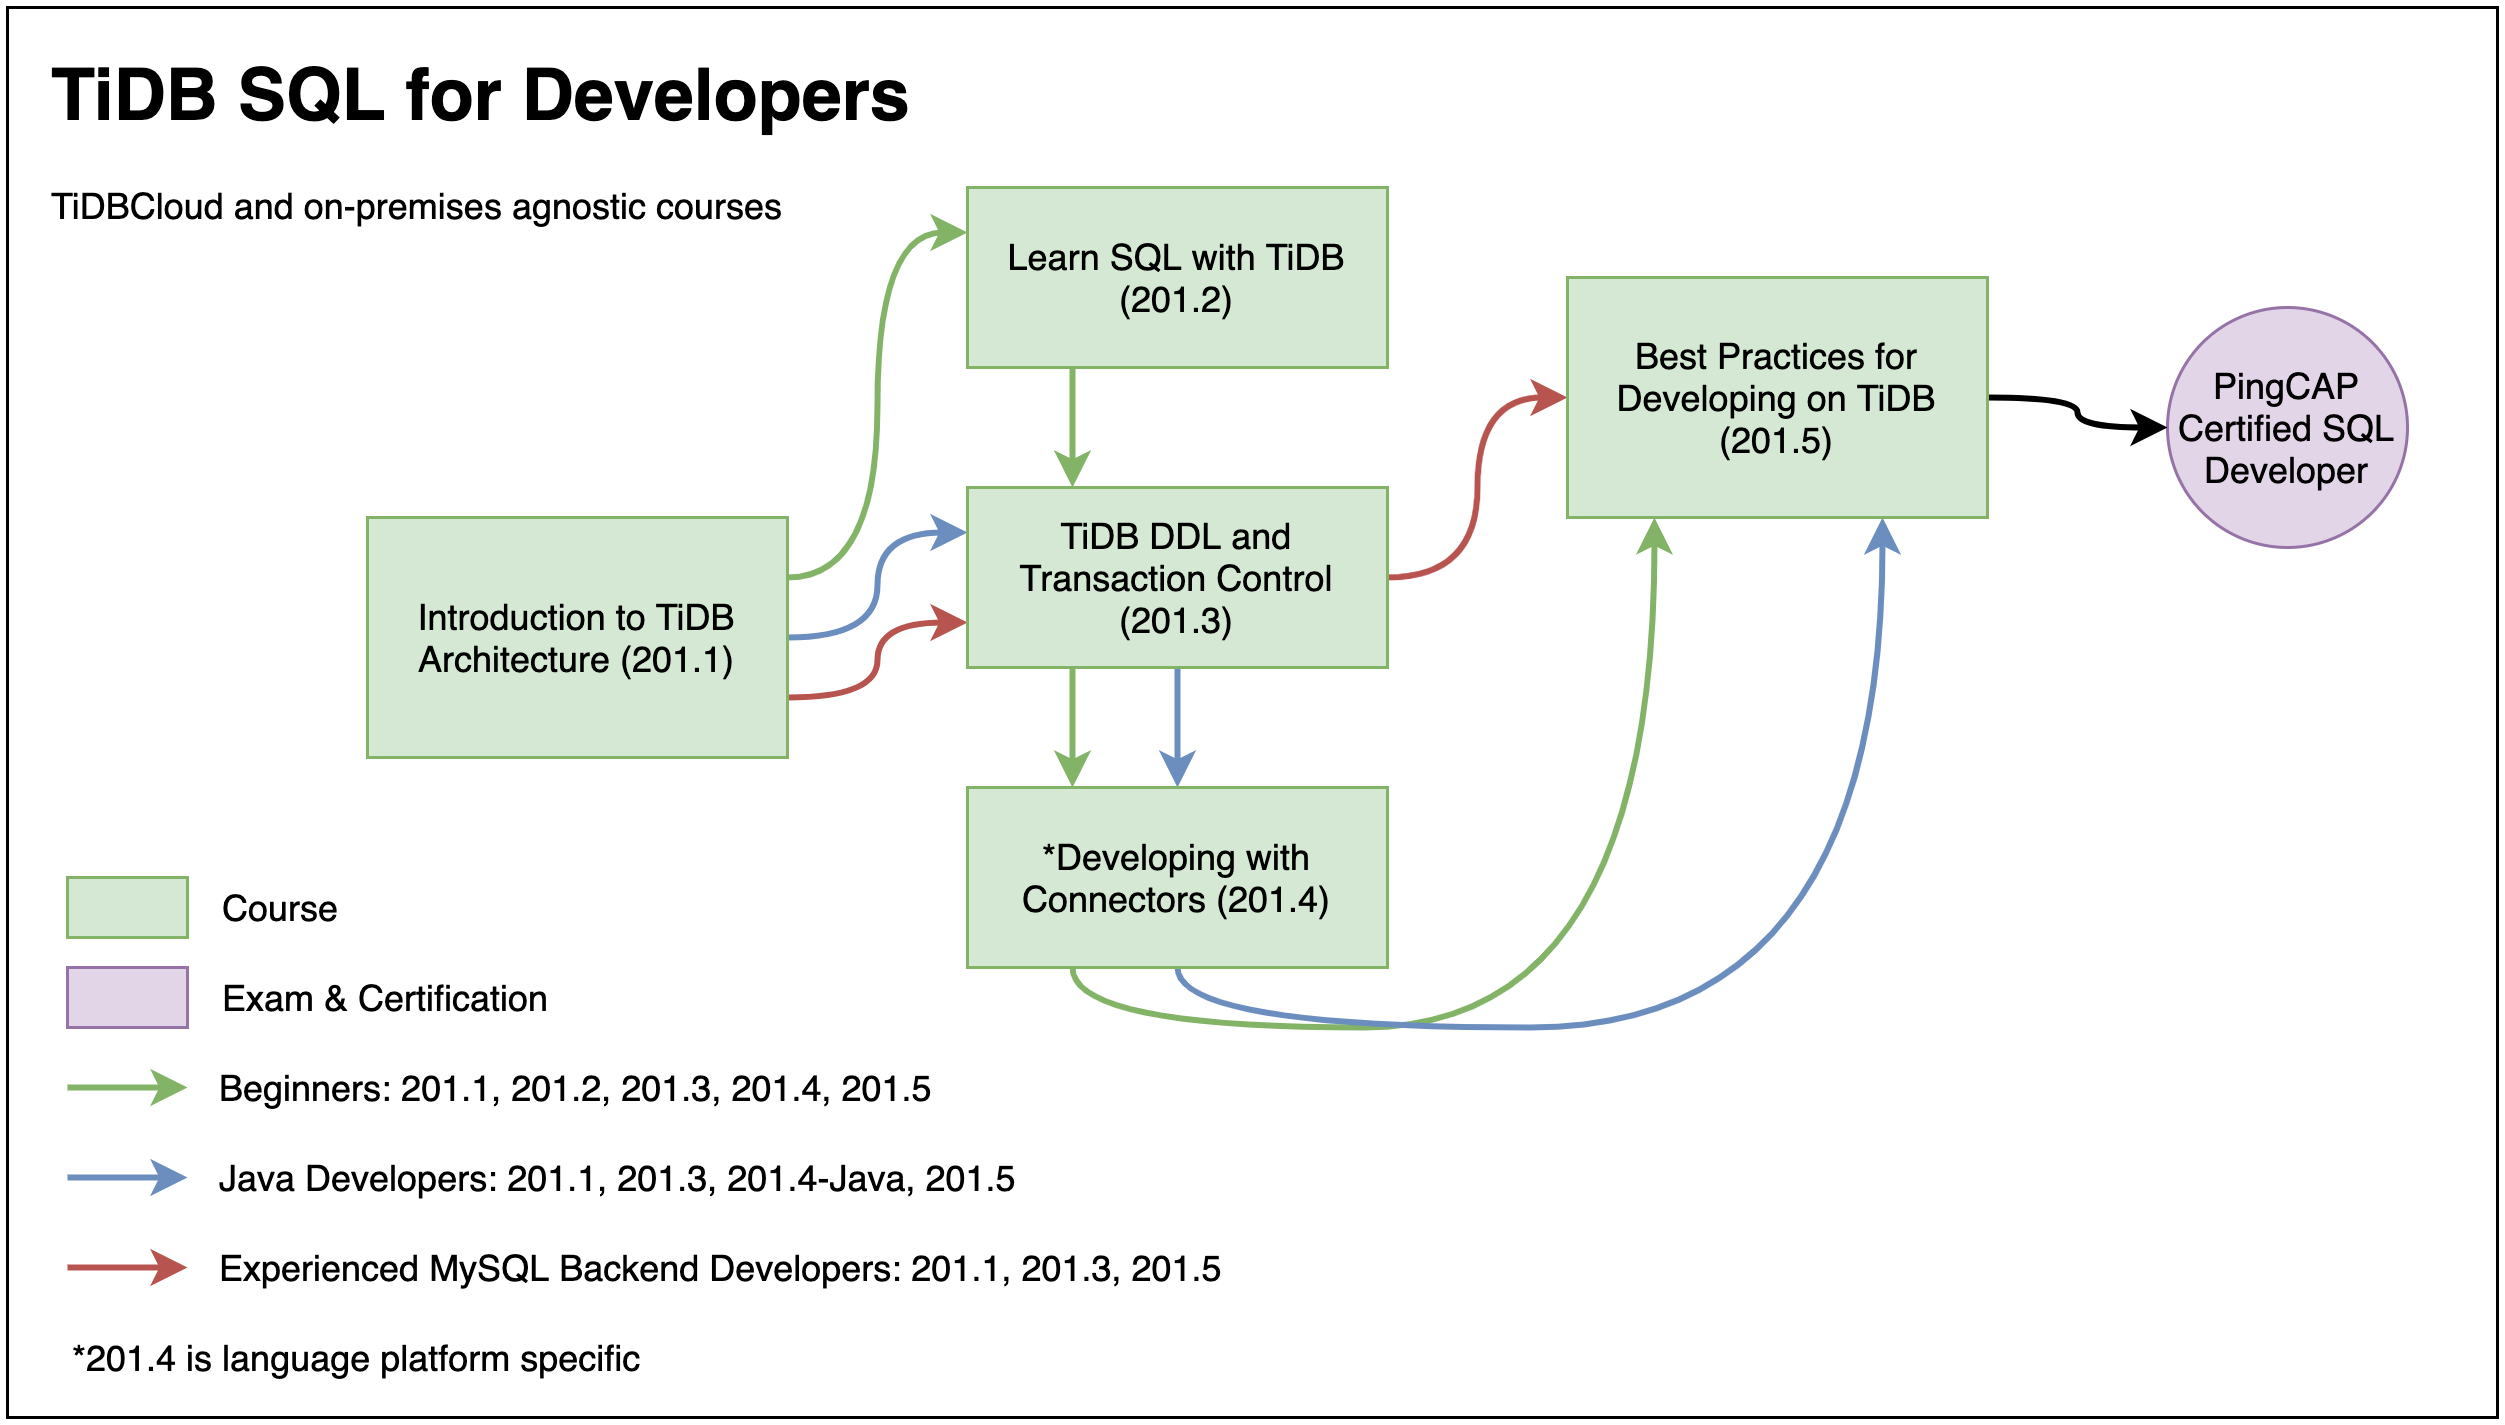 TiDB SQL for Developers
TiDBCloud and on-premises agnostic courses
Learn SQL with TiDB
(201.2)
Best Practices for
Developing on TiDB
(201.5)
PingCAP
Certified SQL
Developer
TiDB DDL and
Transaction Control
(201.3)
Introduction to TiDB
Architecture (201.1)
*Developing with
Connectors (201.4)
Course
Exam & Certification
Beginners: 201.1, 201.2, 201.3, 201.4, 201.5
Java Developers: 201.1, 201.3, 201.4-Java, 201.5
Experienced MySQL Backend Developers: 201.1, 201.3, 201.5
*201.4 is language platform specific